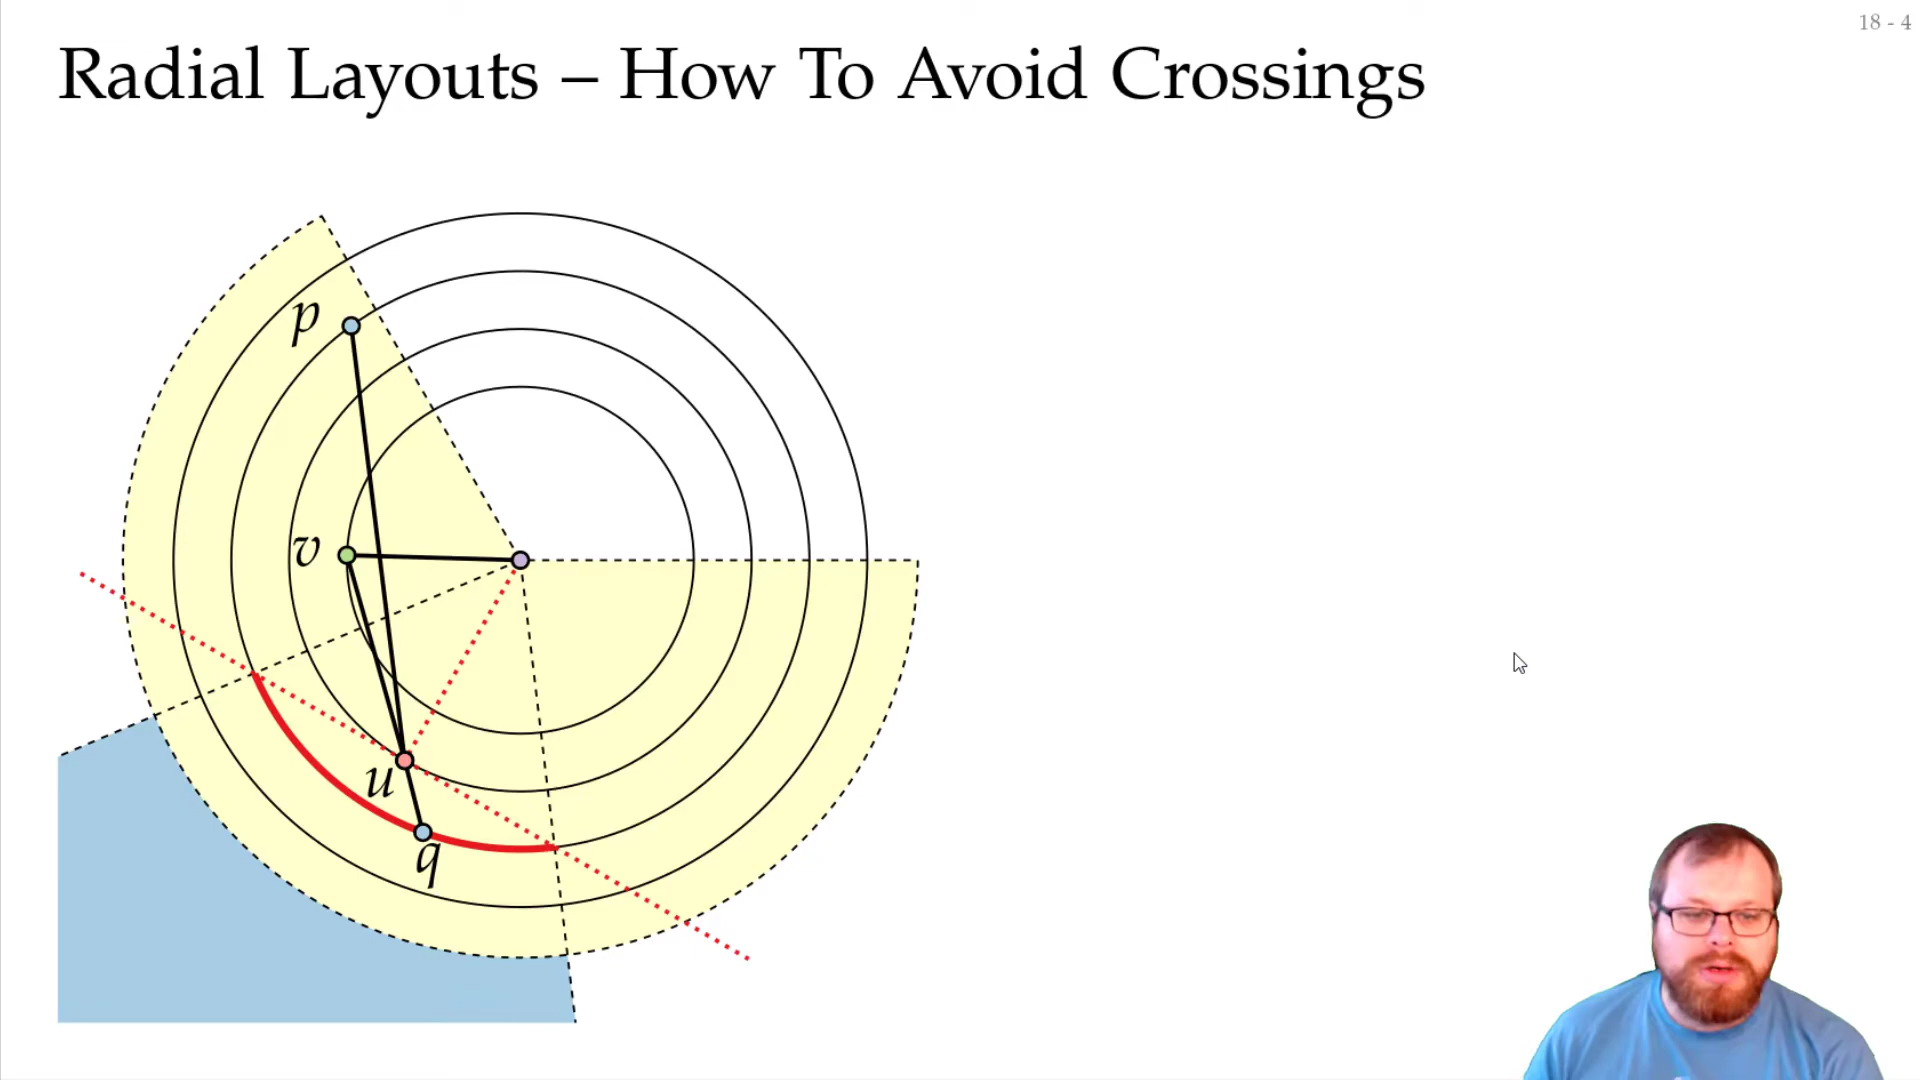 18 - 4
Radial Layouts – How To Avoid Crossings
p
v
u
q